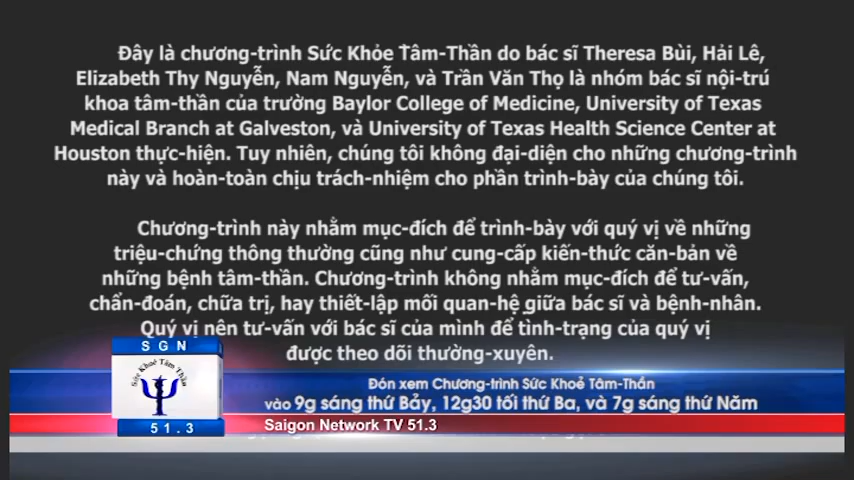 Đây là chương-trình Sức Khỏe Tâm-Thần do bác sĩ Theresa Bùi, Hải Lê,
Elizabeth Thy Nguyễn, Nam Nguyễn, và Trần Văn Thọ là nhóm bác sĩ nội-trú
khoa tâm-thần của trường Baylor College of Medicine, University of Texas
Medical Branch at Galveston, và University of Texas Health Science Center at
Houston thực-hiện. Tuy nhiên, chúng tôi không đại-diện cho những chương-trình
này và hoàn-toàn chịu trách-nhiệm cho phần trình-bày của chúng tôi.
Chương-trình này nhằm mục-đích để trình-bày với quý vị về những
triệu-chứng thông thường cũng như cung-cấp kiến-thức căn-bản về
những bệnh tâm-thần. Chương-trình không nhằm mục-đích để tư-vấn,
chẩn-đoán, chữa trị, hay thiết-lập mối quan-hệ giữa bác sĩ và bệnh-nhân.
Quý vị nên tư-vấn với bác sĩ của mình để tình-trạng của quý vị
được theo dõi thường-xuyên.
SGN
Sức Khoẻ Tâm Thần
51.3
Đón xem Chương-trình Sức Khoẻ Tâm-Thần
vào 9g sáng thứ Bảy, 12g30 tối thứ Ba, và 7g sáng thứ Năm
Saigon Network TV 51.3